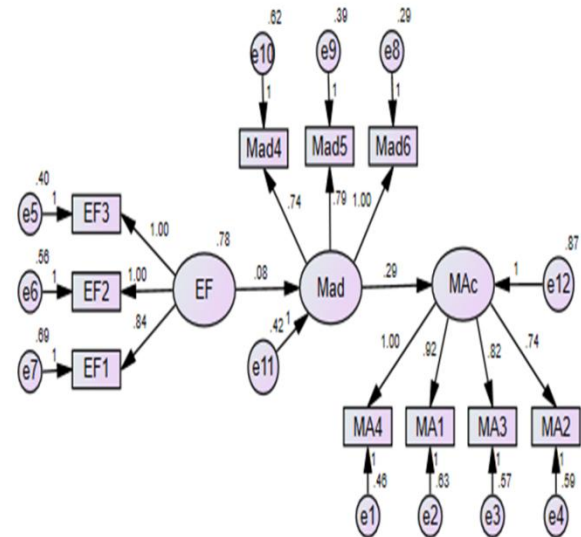 .62
.39
.29
e10
e9
e8
1
1
1
Mad4
Mad5
Mad6
.40
e5
1
EF3
.74
.79
1.00
1.00
.78
.87
.56
e6
1
EF2
1.00
EF
.08
Mad
.29
MAc
1
e12
.69
e7
1
EF1
.84
.42
1
e11
1.00
.92
.82
.74
MA4
MA1
MA3
MA2
1
1
1
1
.46
.63
.57
.59
e1
e2
e3
e4